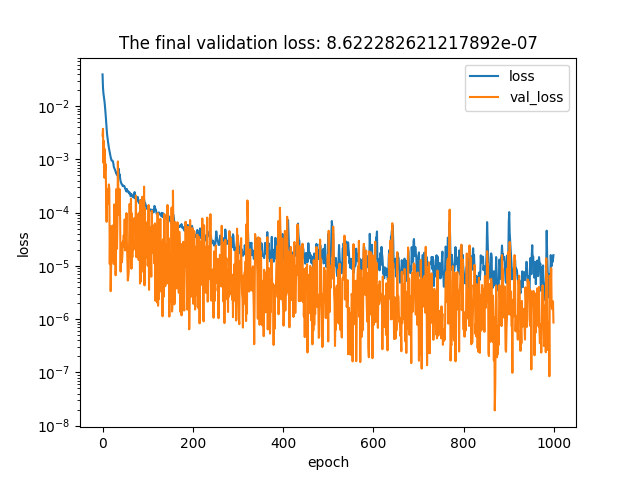 The final validation loss: 8.622282621217892e-07
loss
val_loss
10⁻²
10⁻³
10⁻⁴
10⁻⁵
10⁻⁶
10⁻⁷
10⁻⁸
loss
0 200 400 600 800 1000
epoch